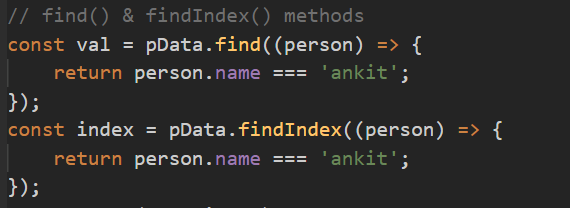 // find() & findIndex() methods
const val = pData.find((person) => {
    return person.name === 'ankit';
});
const index = pData.findIndex((person) => {
    return person.name === 'ankit';
});